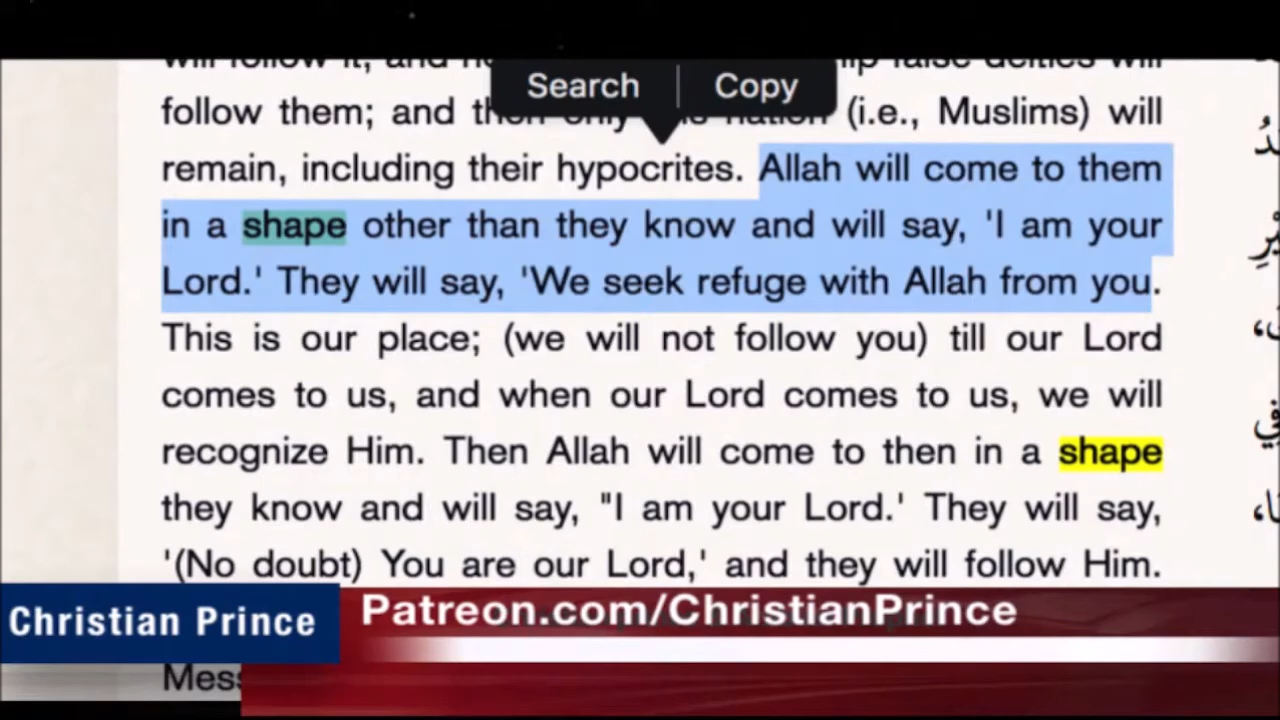 Search Copy
follow them; and (i.e., Muslims) will
remain, including their hypocrites. Allah will come to them
in a shape other than they know and will say, 'I am your
Lord.' They will say, 'We seek refuge with Allah from you.
This is our place; (we will not follow you) till our Lord
comes to us, and when our Lord comes to us, we will
recognize Him. Then Allah will come to then in a shape
they know and will say, "I am your Lord.' They will say,
'(No doubt) You are our Lord,' and they will follow Him.
Christian Prince
Patreon.com/ChristianPrince